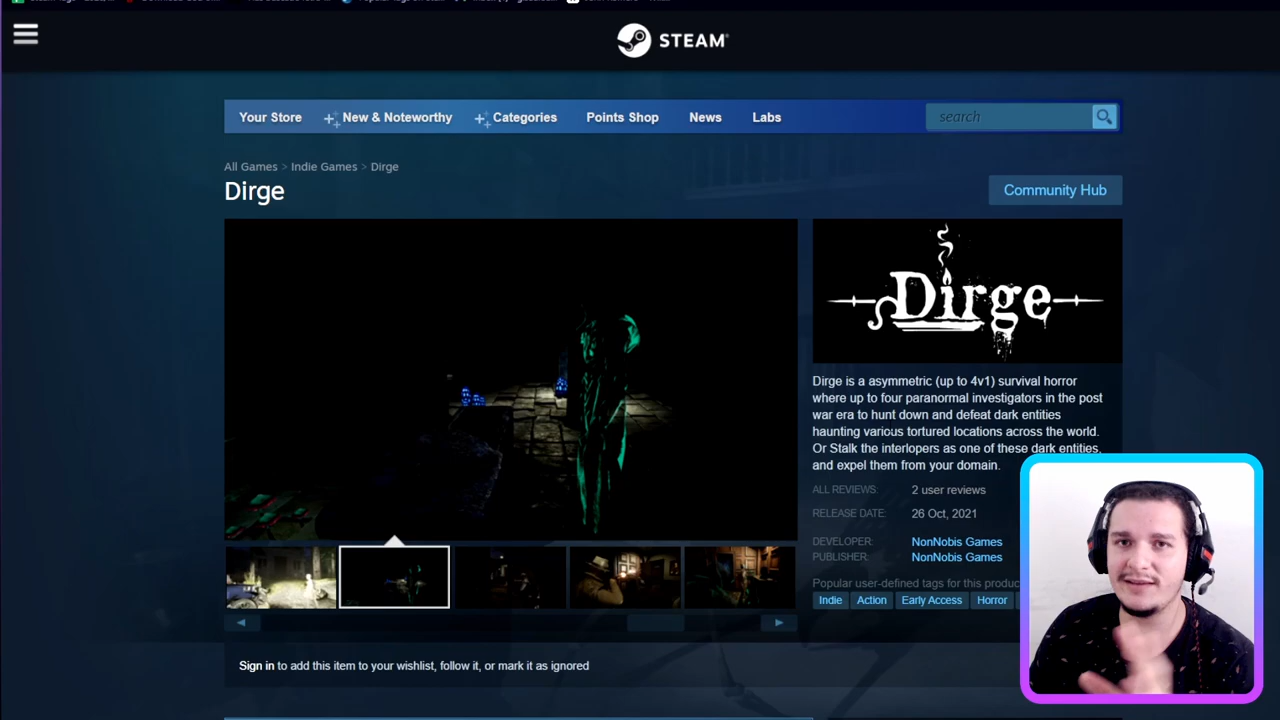 STEAM®
Your Store New & Noteworthy Categories Points Shop News Labs search
All Games > Indie Games > Dirge
Dirge
Community Hub
Dirge
Dirge is a asymmetric (up to 4v1) survival horror
where up to four paranormal investigators in the post
war era to hunt down and defeat dark entities
haunting various tortured locations across the world.
Or Stalk the interlopers as one of these dark entities,
and expel them from your domain.
ALL REVIEWS: 2 user reviews
RELEASE DATE: 26 Oct, 2021
DEVELOPER: NonNobis Games
PUBLISHER: NonNobis Games
Popular user-defined tags for this
Indie Action Early Access Horror
Sign in to add this item to your wishlist, follow it, or mark it as ignored